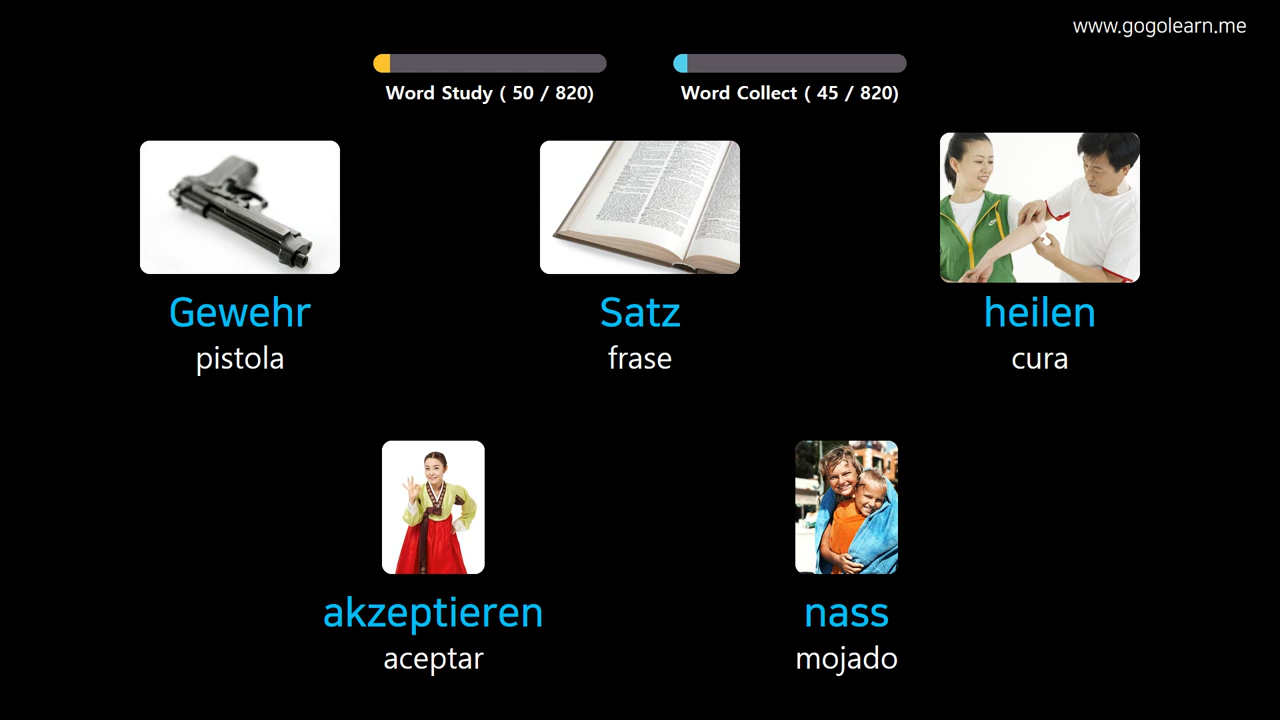 www.gogolearn.me
Word Study ( 50 / 820)
Word Collect ( 45 / 820)
Gewehr
pistola
Satz
frase
heilen
cura
akzeptieren
aceptar
nass
mojado